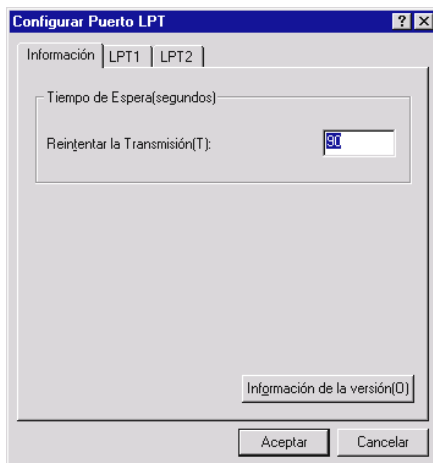 Configurar Puerto LPT
Información LPT1 LPT2
Tiempo de Espera(segundos)
Reintentar la Transmisión(T): 90
Información de la versión(O)
Aceptar Cancelar